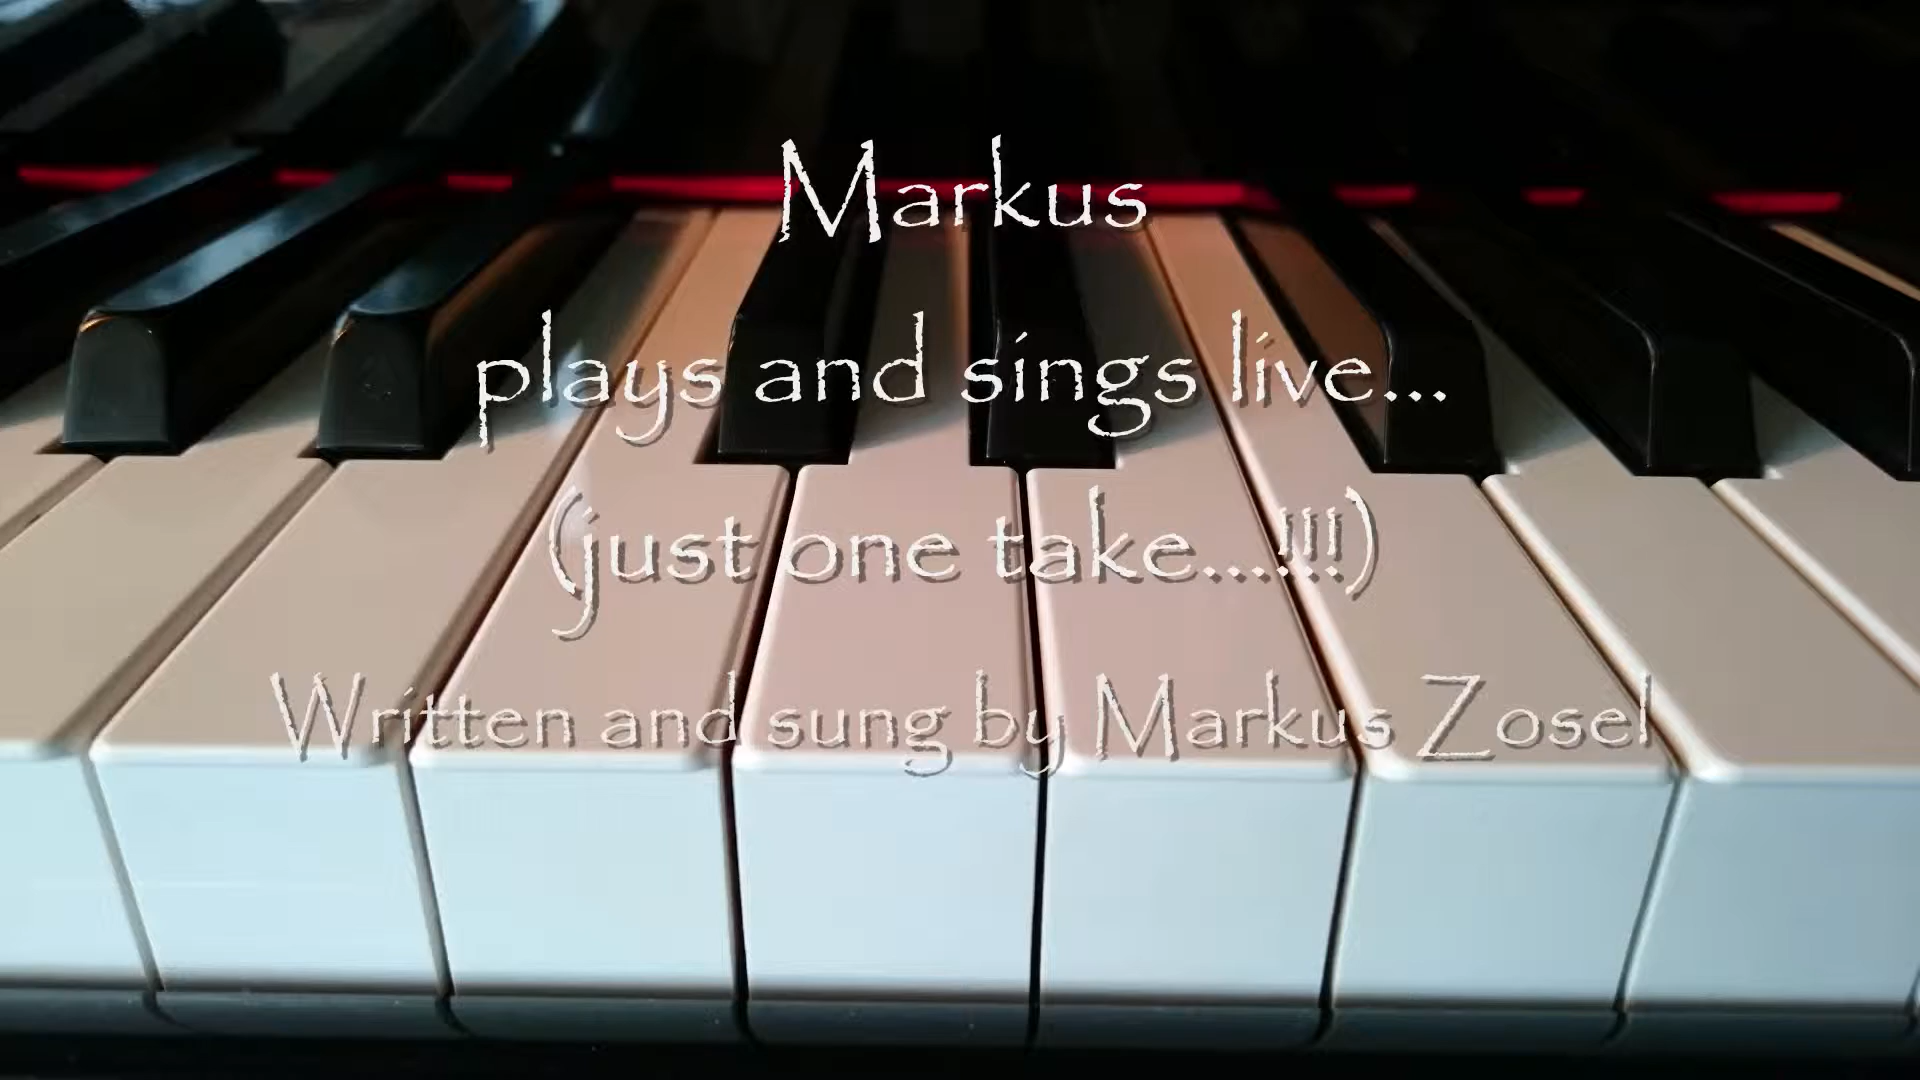 Markus
plays and sings live...
(just one take...!!!)
Written and sung by Markus Zosel